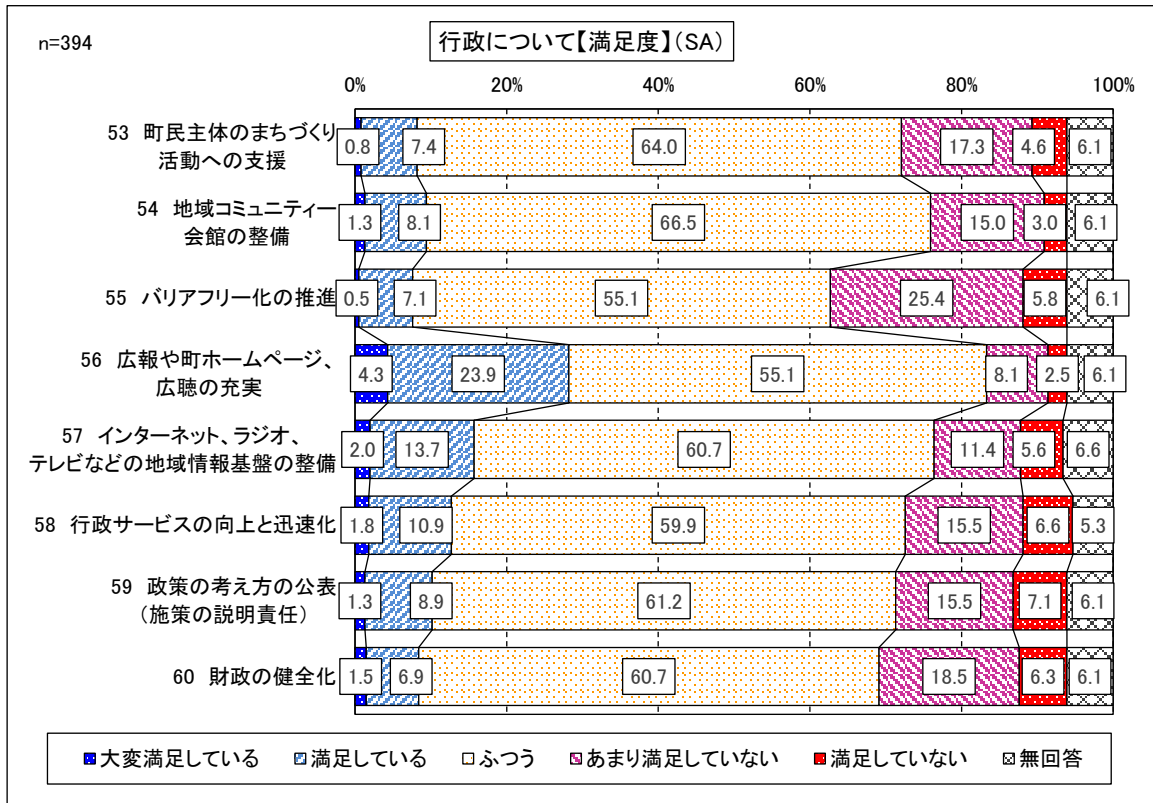 n=394
行政について【満足度】(SA)
0% 20% 40% 60% 80% 100%
53 町民主体のまちづくり
活動への支援
0.8 7.4 64.0 17.3 4.6 6.1
54 地域コミュニティー
会館の整備
1.3 8.1 66.5 15.0 3.0 6.1
55 バリアフリー化の推進
0.5 7.1 55.1 25.4 5.8 6.1
56 広報や町ホームページ、
広聴の充実
4.3 23.9 55.1 8.1 2.5 6.1
57 インターネット、ラジオ、
テレビなどの地域情報基盤の整備
2.0 13.7 60.7 11.4 5.6 6.6
58 行政サービスの向上と迅速化
1.8 10.9 59.9 15.5 6.6 5.3
59 政策の考え方の公表
(施策の説明責任)
1.3 8.9 61.2 15.5 7.1 6.1
60 財政の健全化
1.5 6.9 60.7 18.5 6.3 6.1
大変満足している 満足している ふつう あまり満足していない 満足していない 無回答